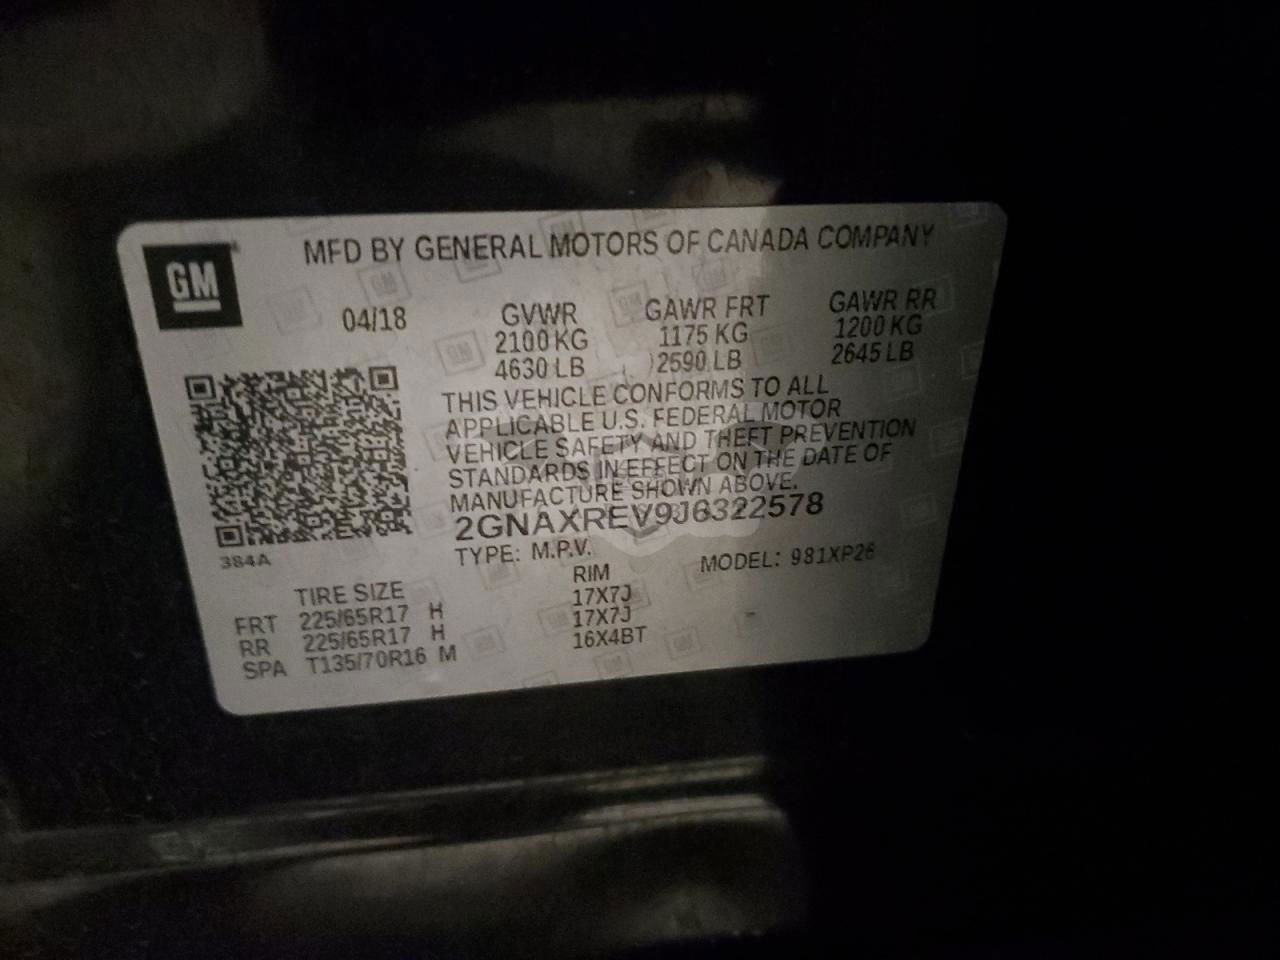 GM
MFD BY GENERAL MOTORS OF CANADA COMPANY
04/18 GVWR GAWR FRT GAWR RR
2100 KG 1175 KG 1200 KG
4630 LB 2590 LB 2645 LB
THIS VEHICLE CONFORMS TO ALL
APPLICABLE U.S. FEDERAL MOTOR
VEHICLE SAFETY AND THEFT PREVENTION
STANDARDS IN EFFECT ON THE DATE OF
MANUFACTURE SHOWN ABOVE.
2GNAXREV9J6322578
384A
TYPE: M.P.V. MODEL: 981XP26
TIRE SIZE RIM
FRT 225/65R17 H 17X7J
RR 225/65R17 H 17X7J
SPA T135/70R16 M 16X4BT